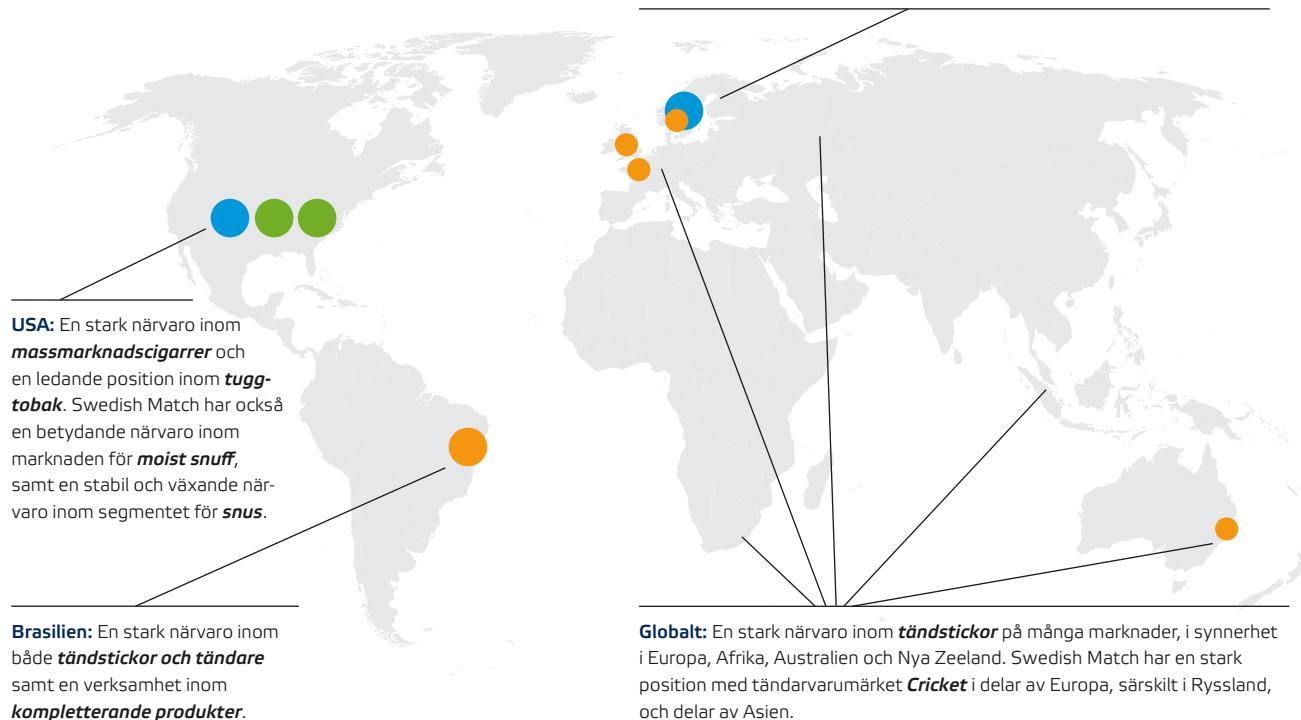 USA: En stark närvaro inom
massmarknadscigarrer och
en ledande position inom tugg-
tobak. Swedish Match har också
en betydande närvaro inom
marknaden för moist snuff,
samt en stabil och växande när-
varo inom segmentet för snus.
Brasilien: En stark närvaro inom
både tändstickor och tändare
samt en verksamhet inom
kompletterande produkter.
Globalt: En stark närvaro inom tändstickor på många marknader, i synnerhet
i Europa, Afrika, Australien och Nya Zeeland. Swedish Match har en stark
position med tändarvarumärket Cricket i delar av Europa, särskilt i Ryssland,
och delar av Asien.